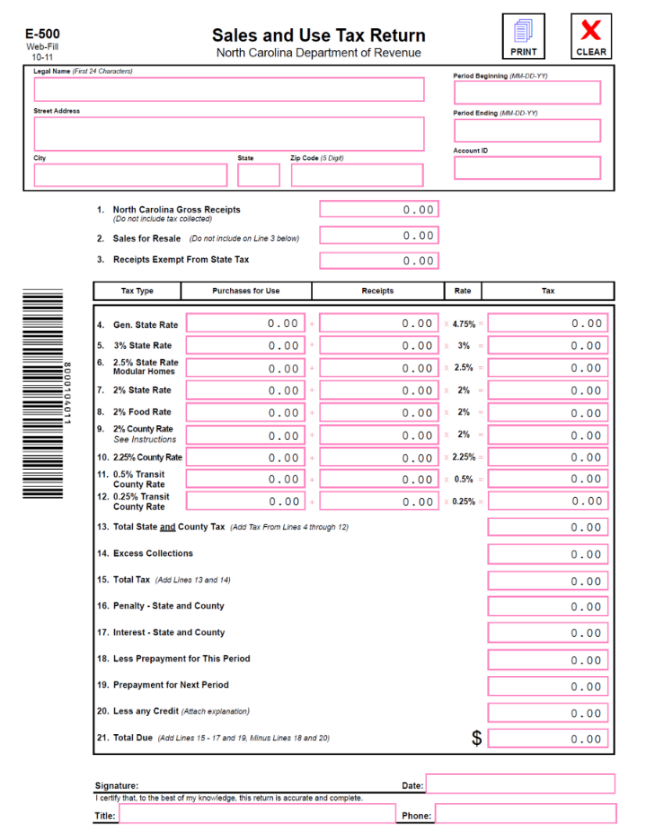 E-500
Web-Fill
10-11
Sales and Use Tax Return
North Carolina Department of Revenue
PRINT
CLEAR
Legal Name (First 24 Characters)
Period Beginning (MM-DD-YY)
Street Address
Period Ending (MM-DD-YY)
Account ID
City State Zip Code (5 Digit)
1. North Carolina Gross Receipts 0.00
(Do not include tax collected)
2. Sales for Resale (Do not include on Line 3 below) 0.00
3. Receipts Exempt From State Tax 0.00
Tax Type Purchases for Use Receipts Rate Tax
4. Gen. State Rate 0.00 + 0.00 x 4.75% = 0.00
5. 3% State Rate 0.00 + 0.00 x 3% = 0.00
6. 2.5% State Rate
Modular Homes 0.00 + 0.00 x 2.5% = 0.00
7. 2% State Rate 0.00 + 0.00 x 2% = 0.00
8. 2% Food Rate 0.00 + 0.00 x 2% = 0.00
9. 2% County Rate
See Instructions 0.00 + 0.00 x 2% = 0.00
10. 2.25% County Rate 0.00 + 0.00 x 2.25% = 0.00
11. 0.5% Transit
County Rate 0.00 + 0.00 x 0.5% = 0.00
12. 0.25% Transit
County Rate 0.00 + 0.00 x 0.25% = 0.00
8000104011
13. Total State and County Tax (Add Tax From Lines 4 through 12) 0.00
14. Excess Collections 0.00
15. Total Tax (Add Lines 13 and 14) 0.00
16. Penalty - State and County 0.00
17. Interest - State and County 0.00
18. Less Prepayment for This Period 0.00
19. Prepayment for Next Period 0.00
20. Less any Credit (Attach explanation) 0.00
21. Total Due (Add Lines 15 - 17 and 19, Minus Lines 18 and 20) $ 0.00
Signature: Date:
I certify that, to the best of my knowledge, this return is accurate and complete.
Title: Phone: